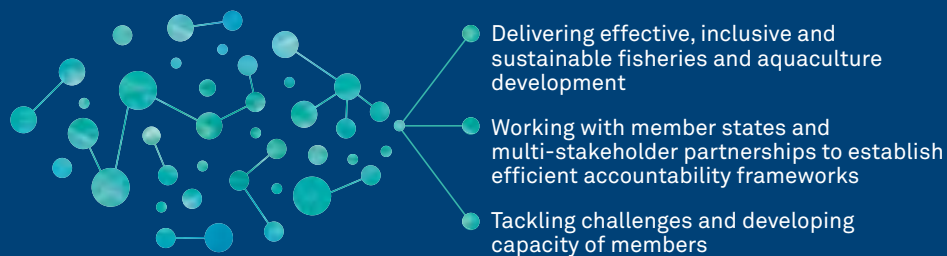 Delivering effective, inclusive and
sustainable fisheries and aquaculture
development
Working with member states and
multi-stakeholder partnerships to establish
efficient accountability frameworks
Tackling challenges and developing
capacity of members